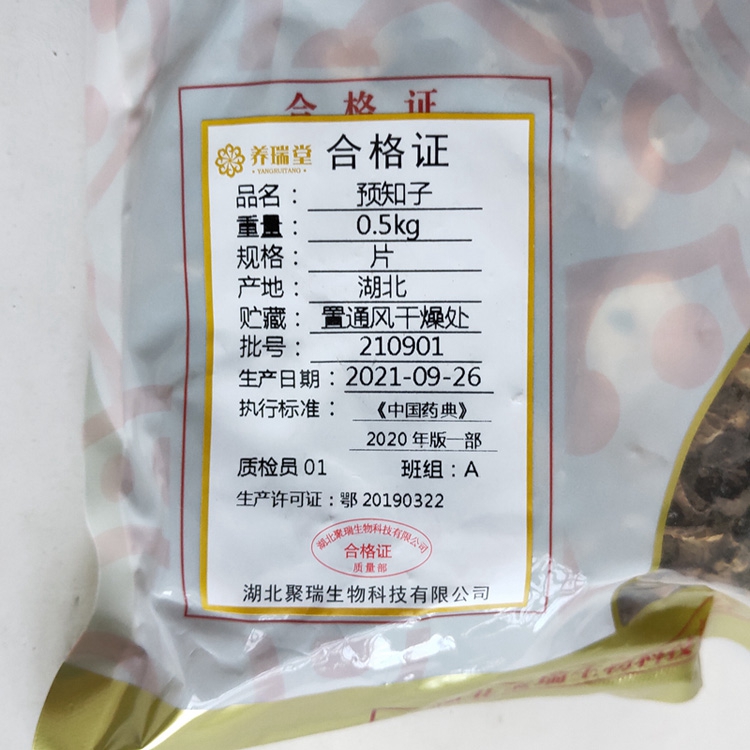 合格证
养瑞堂 合格证
· YANGRUITANG ·
品名： 预知子
重量： 0.5kg
规格： 片
产地： 湖北
贮藏： 置通风干燥处
批号： 210901
生产日期：2021-09-26
执行标准： 《中国药典》
2020年版一部
质检员01 班组：A
生产许可证：鄂20190322
湖北聚瑞生物科技有限公司
合格证
质量部
湖北聚瑞生物科技有限公司